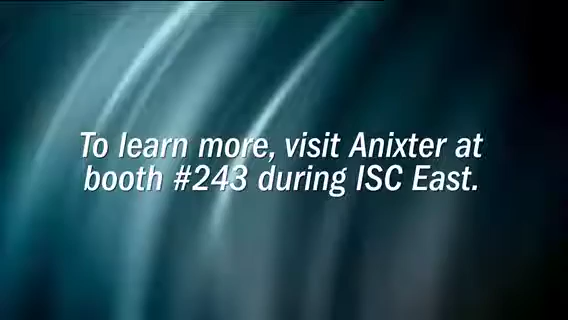 To learn more, visit Anixter at
booth #243 during ISC East.